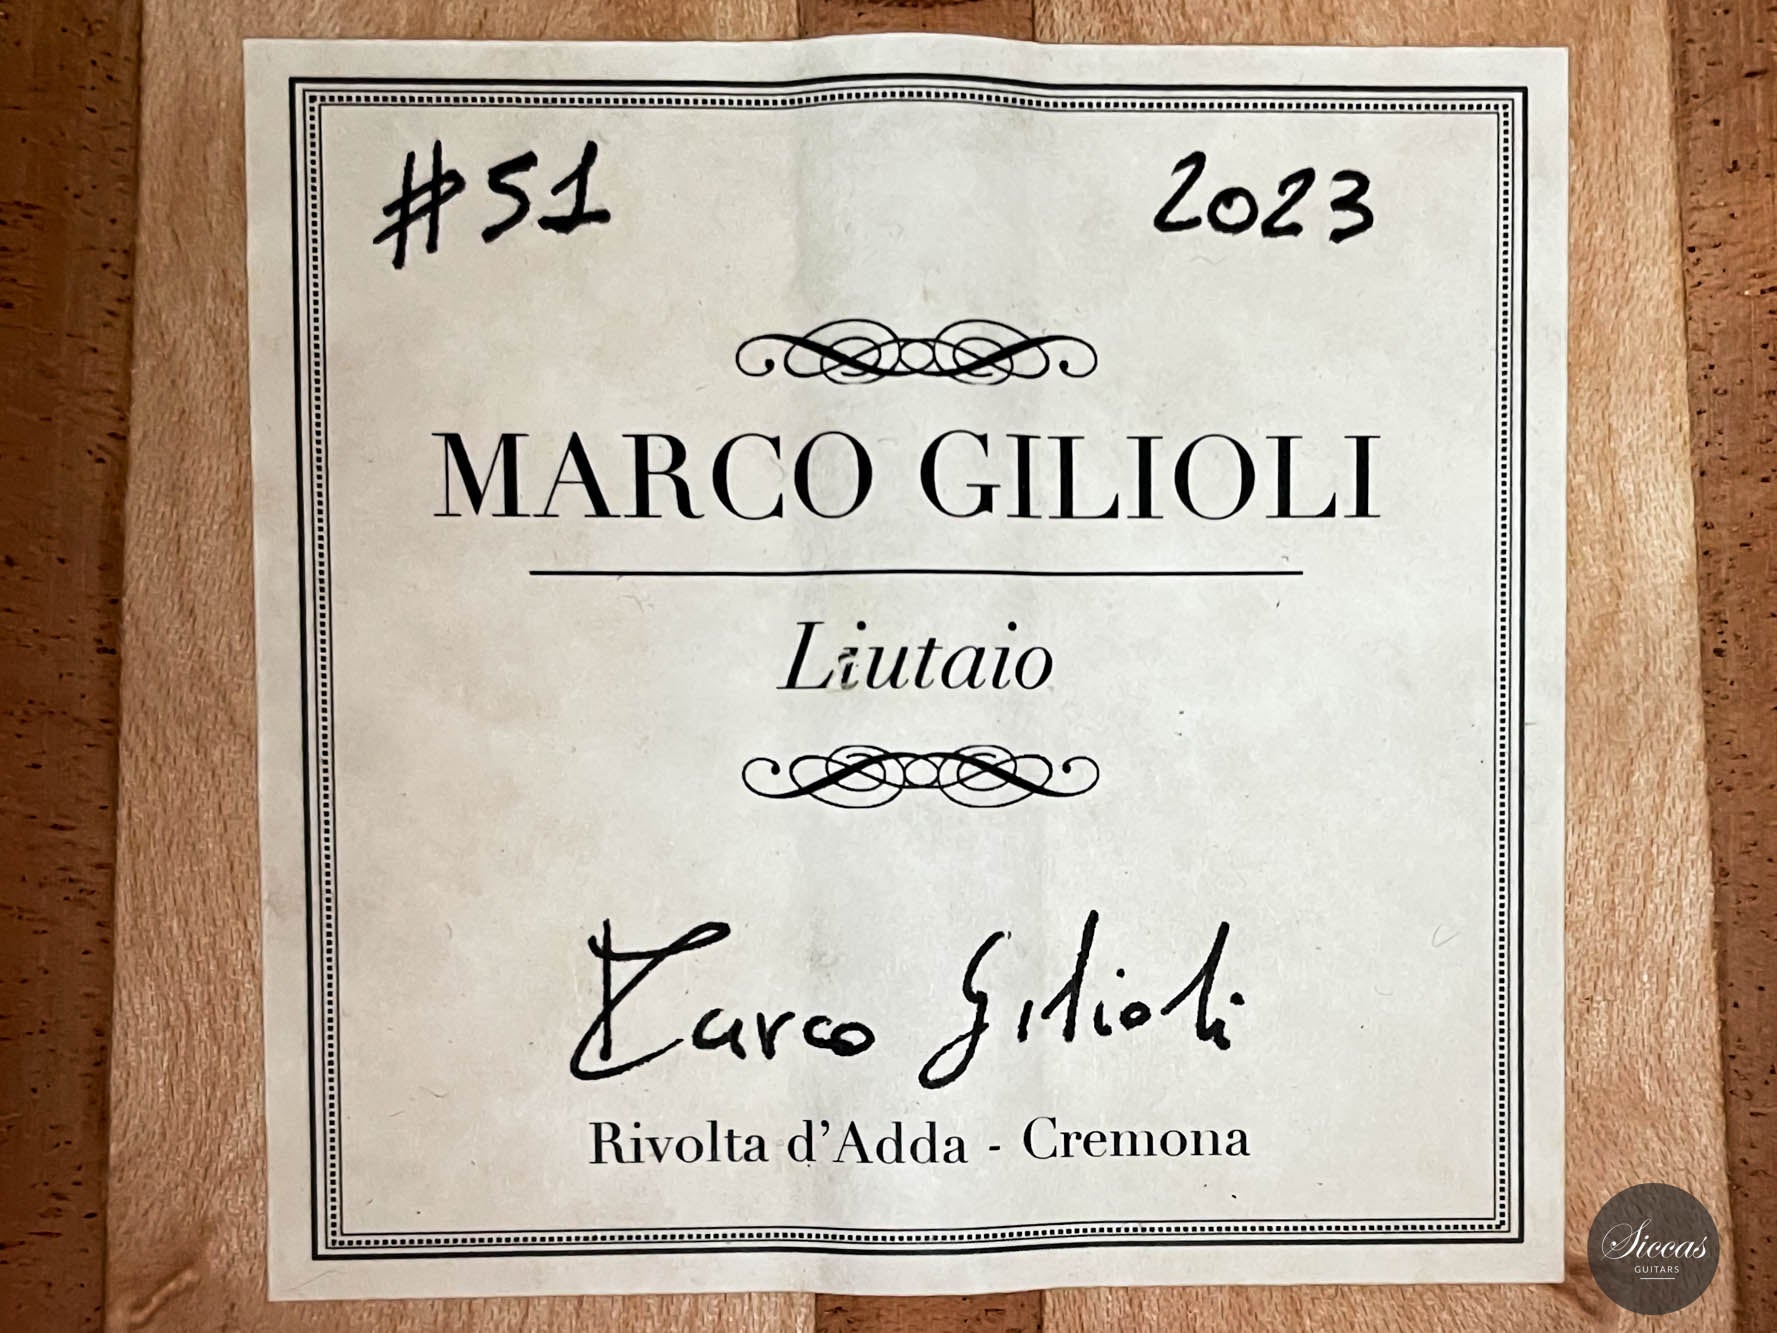 #51 2023
MARCO GILIOLI
Liutaio
Marco Gilioli
Rivolta d'Adda - Cremona
Siccas
GUITARS